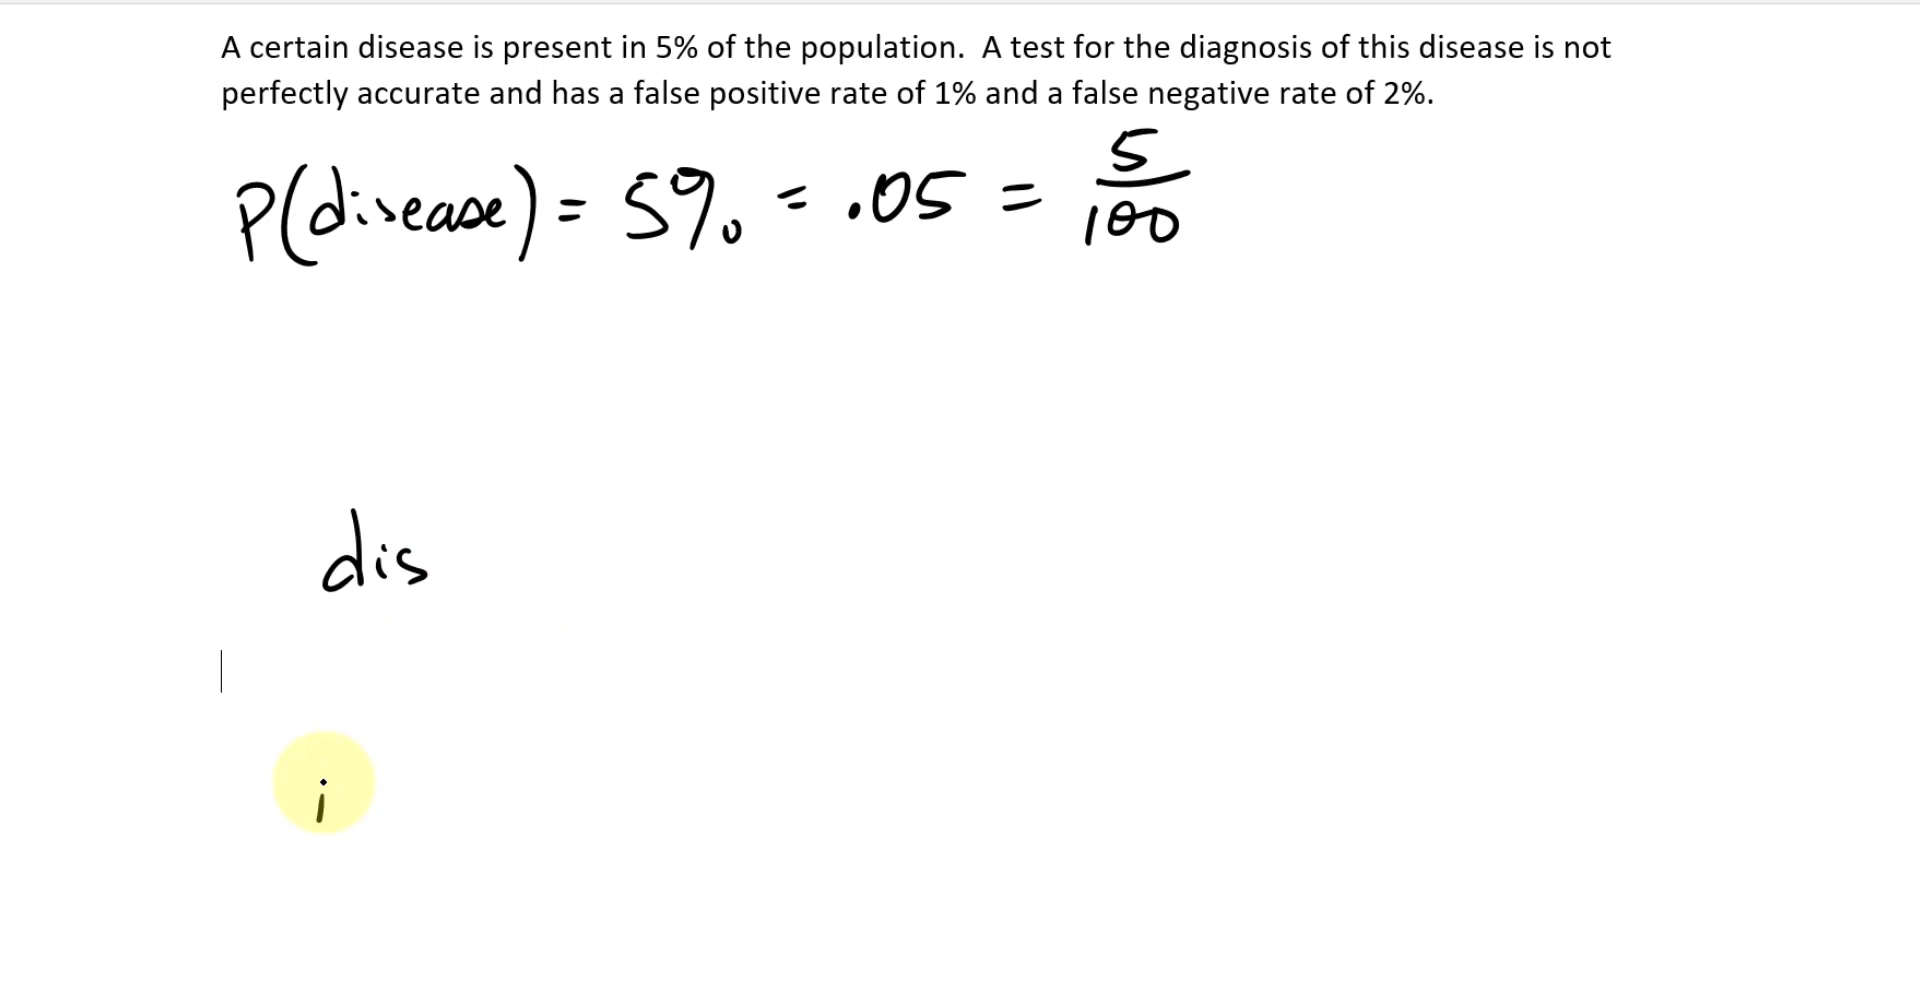 A certain disease is present in 5% of the population.  A test for the diagnosis of this disease is not
perfectly accurate and has a false positive rate of 1% and a false negative rate of 2%.
P(disease) = 5% = .05 = 5/100
dis
i